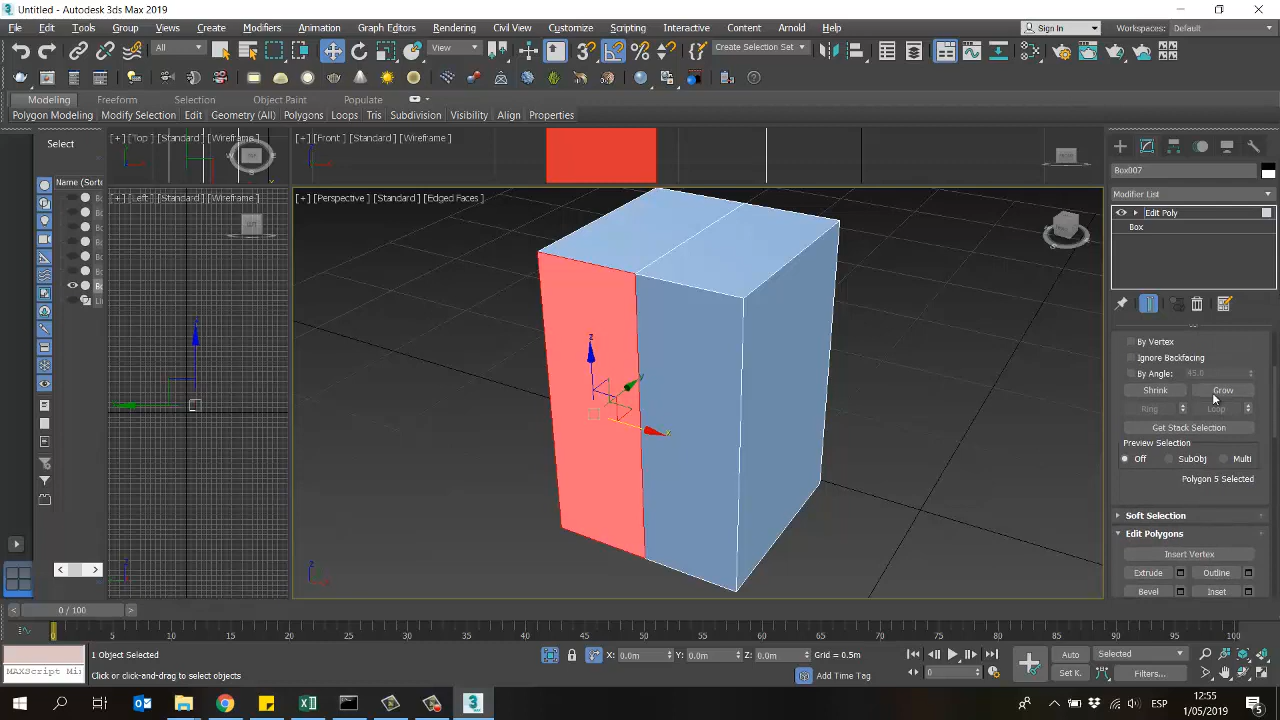 Untitled - Autodesk 3ds Max 2019
File Edit Tools Group Views Create Modifiers Animation Graph Editors Rendering Civil View Customize Scripting Interactive Content Arnold Help Sign In Workspaces: Default
All View Create Selection Set
Modeling Freeform Selection Object Paint Populate
Polygon Modeling Modify Selection Edit Geometry (All) Polygons Loops Tris Subdivision Visibility Align Properties
Select [+] [Top] [Standard] [Wireframe] [+] [Front] [Standard] [Wireframe]
Name (Sort
[+] [Left] [Standard] [Wireframe] [+] [Perspective] [Standard] [Edged Faces]
Box007
Modifier List
Edit Poly
Box
By Vertex
Ignore Backfacing
By Angle: 45.0
Shrink Grow
Ring Loop
Get Stack Selection
Preview Selection
Off SubObj Multi
Polygon 5 Selected
Soft Selection
Edit Polygons
Insert Vertex
Extrude Outline
Bevel Inset
0 / 100
0 5 10 15 20 25 30 35 40 45 50 55 60 65 70 75 80 85 90 95 100
1 Object Selected X: 0.0m Y: 0.0m Z: 0.0m Grid = 0.5m Auto Selected
MAXScript Mi Click or click-and-drag to select objects Add Time Tag Set K. 0 Filters...
ESP 12:55
1/05/2019 5